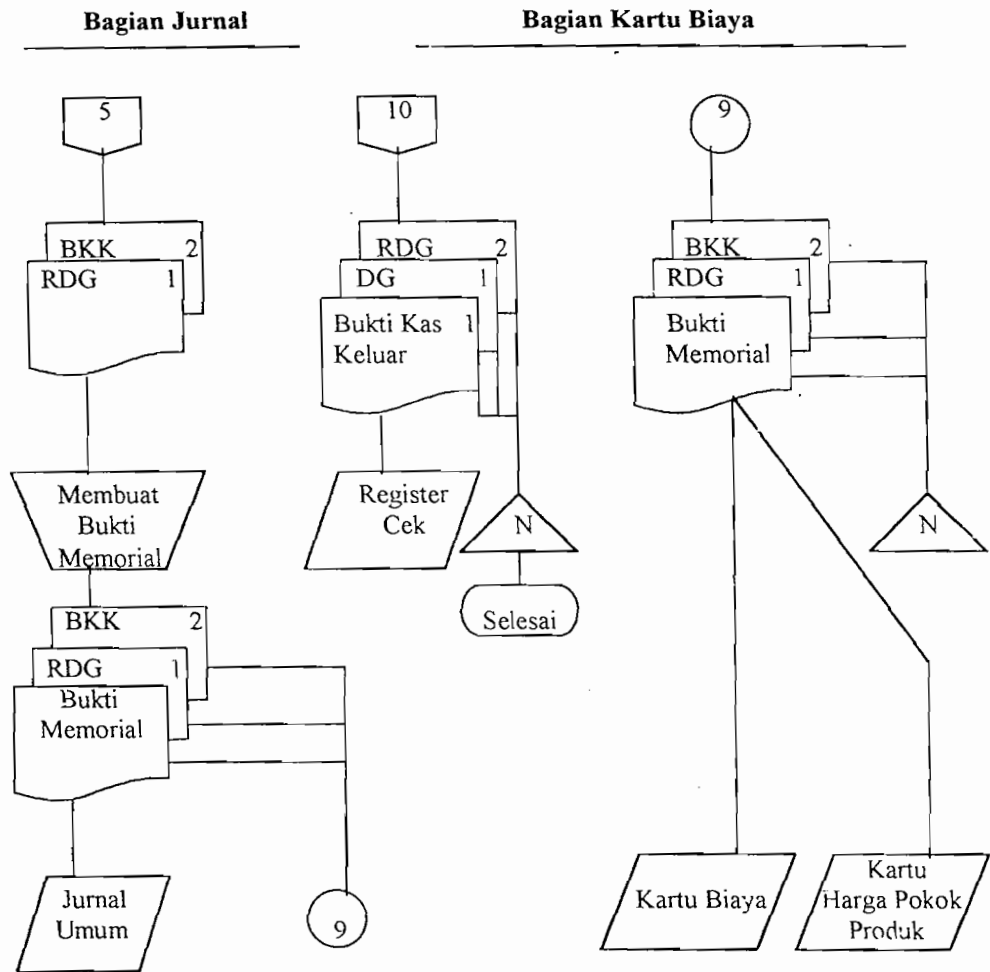 Bagian Jurnal
Bagian Kartu Biaya
5
BKK 2
RDG 1
Membuat
Bukti
Memorial
BKK 2
RDG 1
Bukti
Memorial
Jurnal
Umum
9
10
RDG 2
DG 1
Bukti Kas 1
Keluar
Register
Cek
N
Selesai
9
BKK 2
RDG 1
Bukti
Memorial
N
Kartu Biaya
Kartu
Harga Pokok
Produk